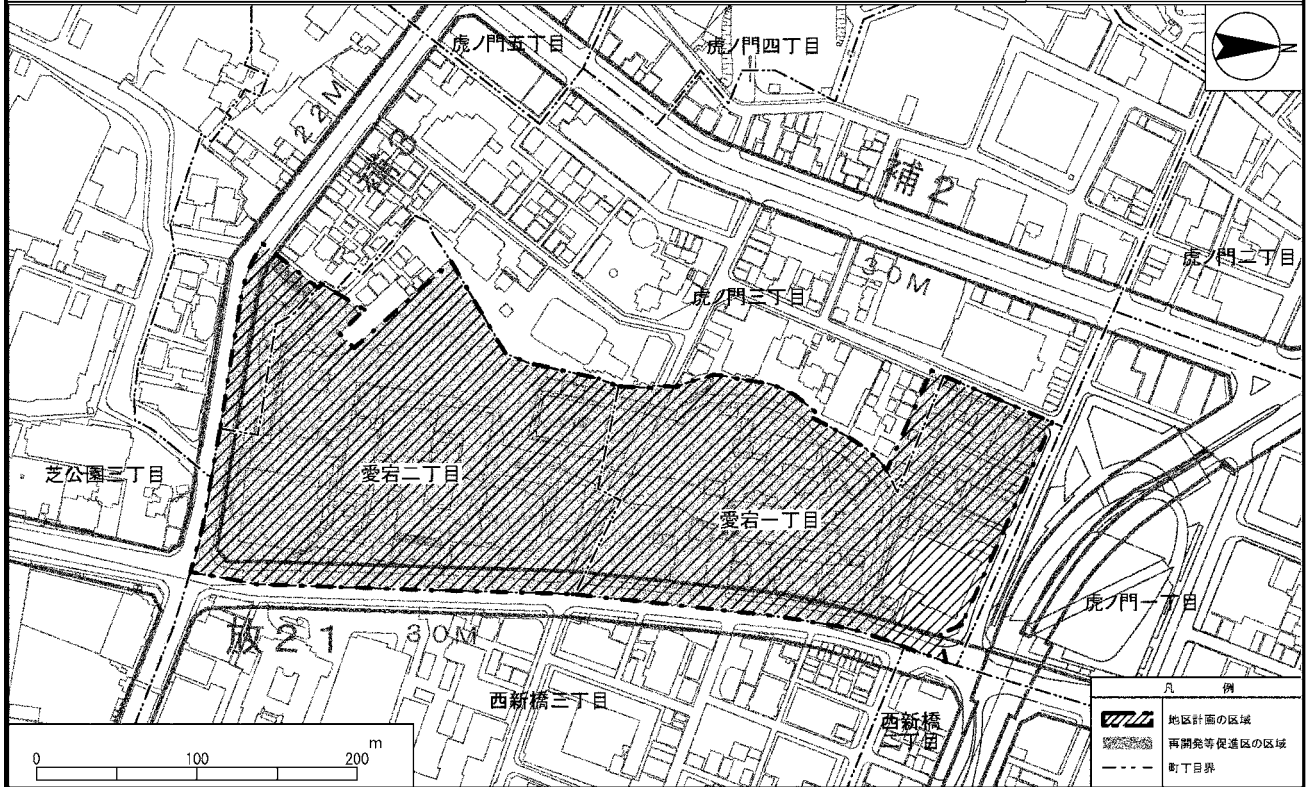 虎ノ門五丁目
虎ノ門四丁目
N
22M
補8
補2
虎ノ門二丁目
30M
虎ノ門三丁目
芝公園三丁目
愛宕二丁目
愛宕一丁目
虎ノ門一丁目
放21
30M
A
西新橋三丁目
西新橋
二丁目
凡例
地区計画の区域
再開発等促進区の区域
町丁目界
0 100 200 m